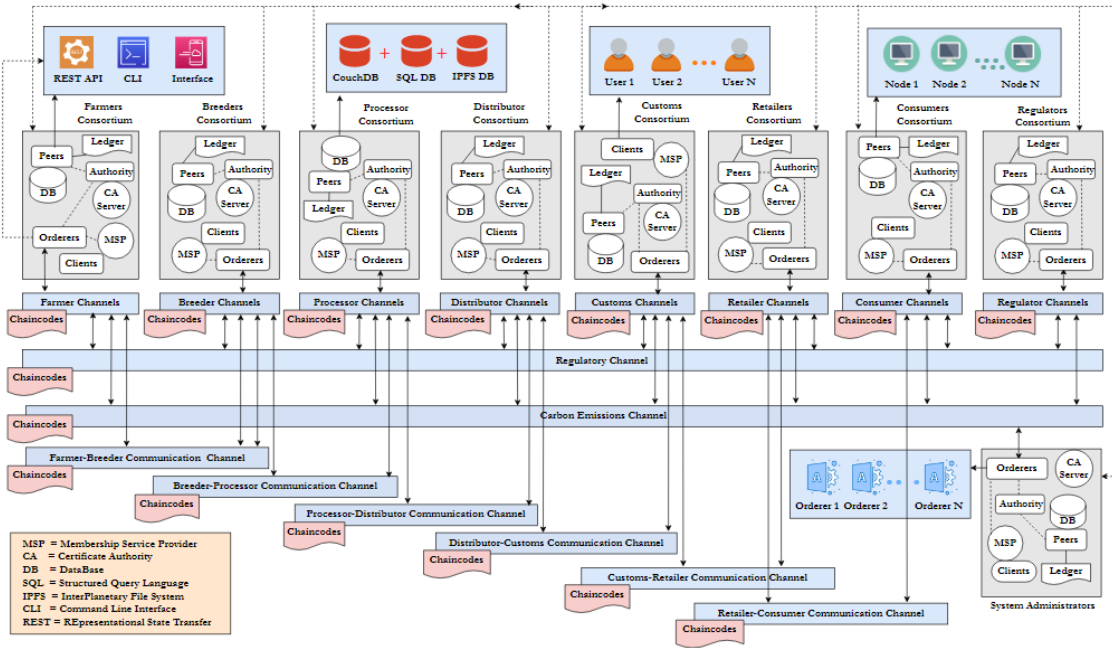 REST API CLI Interface
CouchDB SQL DB IPFS DB
User 1 User 2 User N
Node 1 Node 2 Node N
Farmers
Consortium
Breeders
Consortium
Processor
Consortium
Distributor
Consortium
Customs
Consortium
Retailers
Consortium
Consumers
Consortium
Regulators
Consortium
Peers
Ledger
Authority
DB
CA
Server
Orderers
MSP
Clients
Ledger
Peers
Authority
DB
CA
Server
Clients
MSP
Orderers
DB
Authority
Peers
CA
Server
Ledger
Clients
MSP
Orderers
Ledger
Peers
Authority
DB
CA
Server
Clients
MSP
Orderers
Clients
MSP
Ledger
Authority
Peers
CA
Server
DB
Orderers
Ledger
Peers
Authority
DB
CA
Server
Clients
MSP
Orderers
Peers
Ledger
Authority
DB
CA
Server
Clients
MSP
Orderers
Ledger
Peers
Authority
DB
CA
Server
Clients
MSP
Orderers
Farmer Channels
Breeder Channels
Processor Channels
Distributor Channels
Customs Channels
Retailer Channels
Consumer Channels
Regulator Channels
Chaincodes
Chaincodes
Chaincodes
Chaincodes
Chaincodes
Chaincodes
Chaincodes
Chaincodes
Regulatory Channel
Chaincodes
Carbon Emissions Channel
Chaincodes
Farmer-Breeder Communication Channel
Chaincodes
Breeder-Processor Communication Channel
Chaincodes
Processor-Distributor Communication Channel
Chaincodes
Distributor-Customs Communication Channel
Chaincodes
Customs-Retailer Communication Channel
Chaincodes
Retailer-Consumer Communication Channel
Chaincodes
Orderer 1 Orderer 2 Orderer N
Orderers
CA
Server
Authority
DB
MSP
Peers
Clients
Ledger
System Administrators
MSP = Membership Service Provider
CA = Certificate Authority
DB = DataBase
SQL = Structured Query Language
IPFS = InterPlanetary File System
CLI = Command Line Interface
REST = REpresentational State Transfer